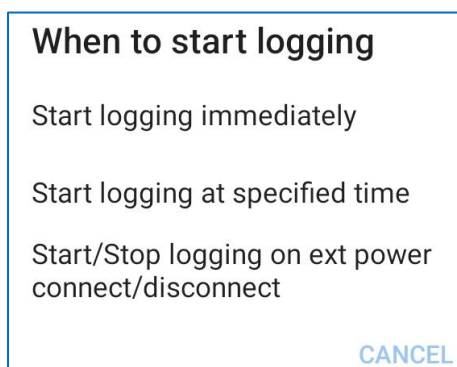 When to start logging
Start logging immediately
Start logging at specified time
Start/Stop logging on ext power
connect/disconnect
CANCEL